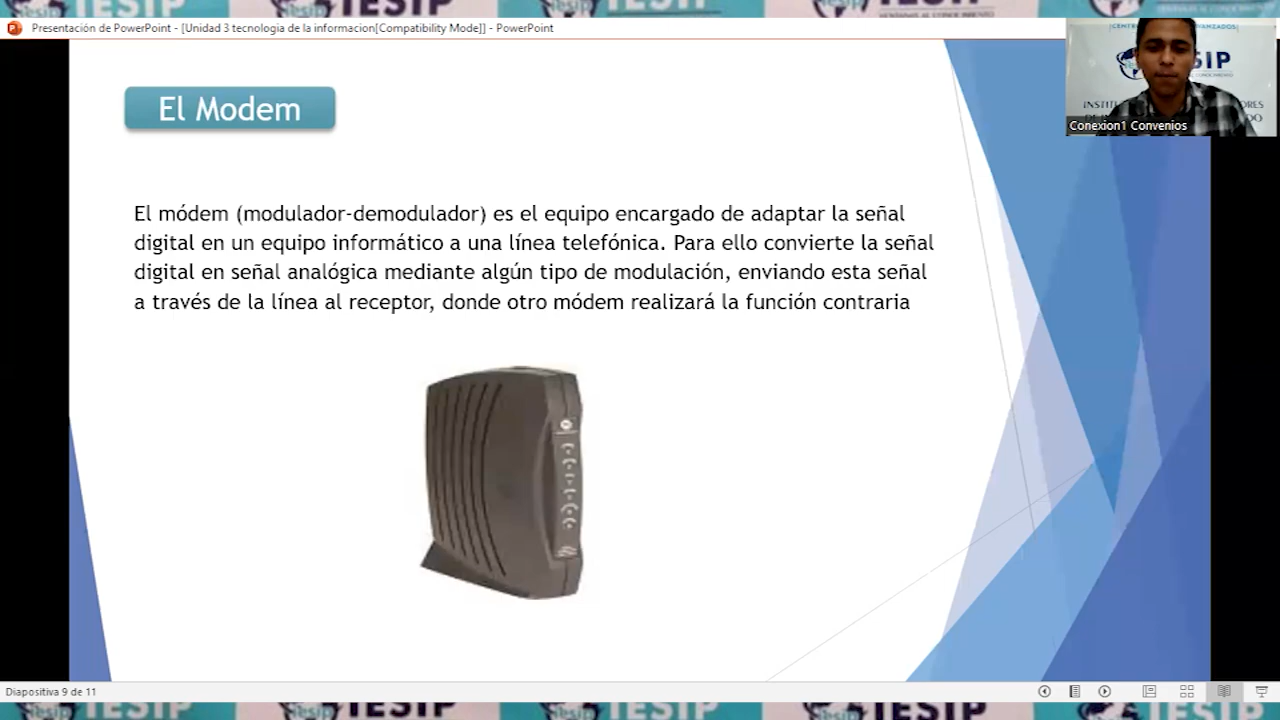 IESIP
Presentación de PowerPoint - [Unidad 3 tecnologia de la informacion[Compatibility Mode]] - PowerPoint
SIP
Conexion1 Convenios
El Modem
El módem (modulador-demodulador) es el equipo encargado de adaptar la señal
digital en un equipo informático a una línea telefónica. Para ello convierte la señal
digital en señal analógica mediante algún tipo de modulación, enviando esta señal
a través de la línea al receptor, donde otro módem realizará la función contraria
Diapositiva 9 de 11
IESIP